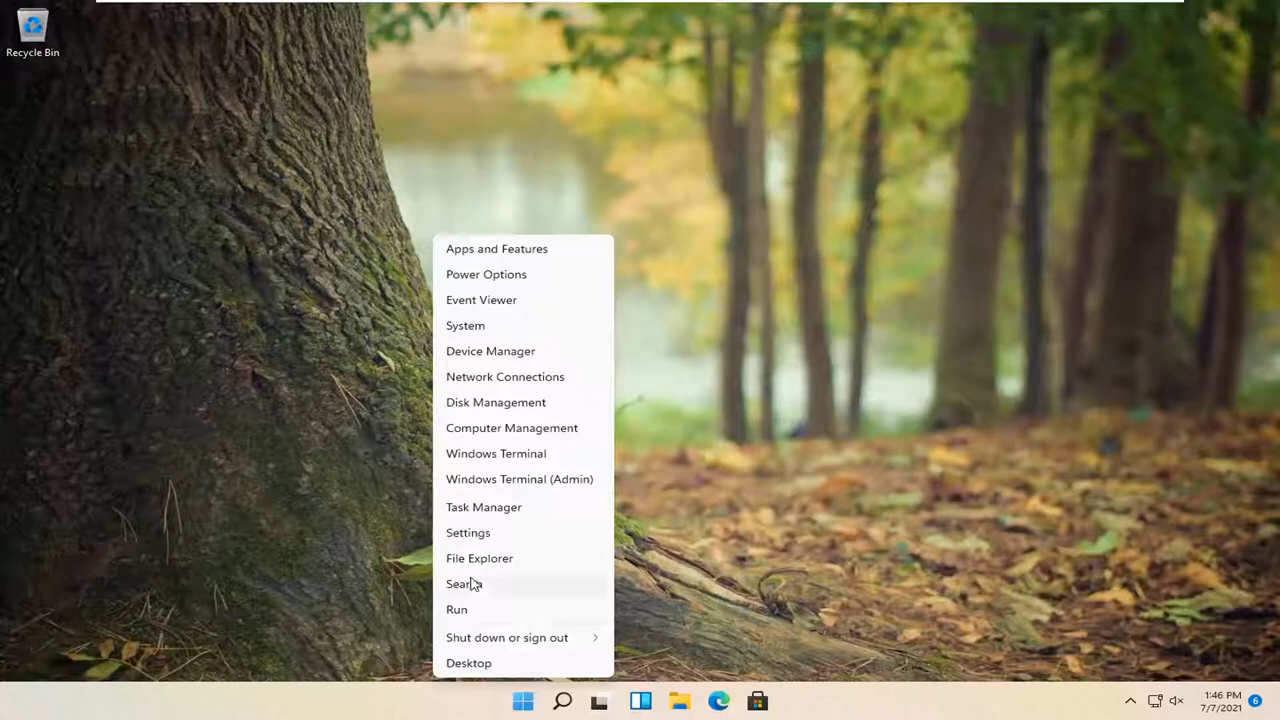 Recycle Bin
Apps and Features
Power Options
Event Viewer
System
Device Manager
Network Connections
Disk Management
Computer Management
Windows Terminal
Windows Terminal (Admin)
Task Manager
Settings
File Explorer
Search
Run
Shut down or sign out
Desktop
1:46 PM
7/7/2021
6